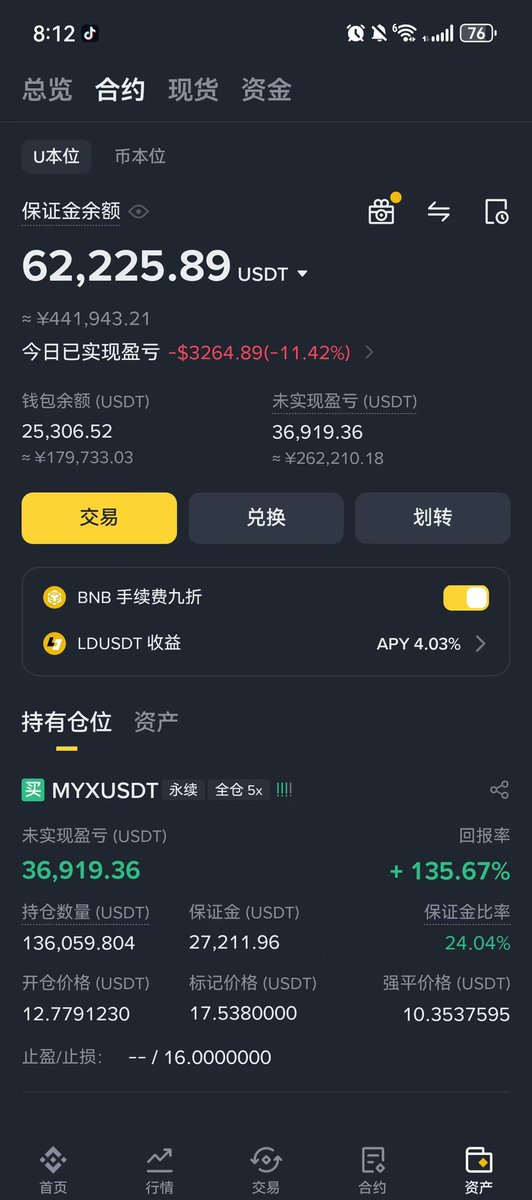 8:12 6 76
总览 合约 现货 资金
U本位 币本位
保证金余额
62,225.89 USDT
≈ ¥441,943.21
今日已实现盈亏 -$3264.89(-11.42%)
钱包余额 (USDT) 未实现盈亏 (USDT)
25,306.52 36,919.36
≈ ¥179,733.03 ≈ ¥262,210.18
交易 兑换 划转
BNB 手续费九折
LDUSDT 收益 APY 4.03%
持有仓位 资产
买 MYXUSDT 永续 全仓 5x !!!!
未实现盈亏 (USDT) 回报率
36,919.36 + 135.67%
持仓数量 (USDT) 保证金 (USDT) 保证金比率
136,059.804 27,211.96 24.04%
开仓价格 (USDT) 标记价格 (USDT) 强平价格 (USDT)
12.7791230 17.5380000 10.3537595
止盈/止损: -- / 16.0000000
首页 行情 交易 合约 资产